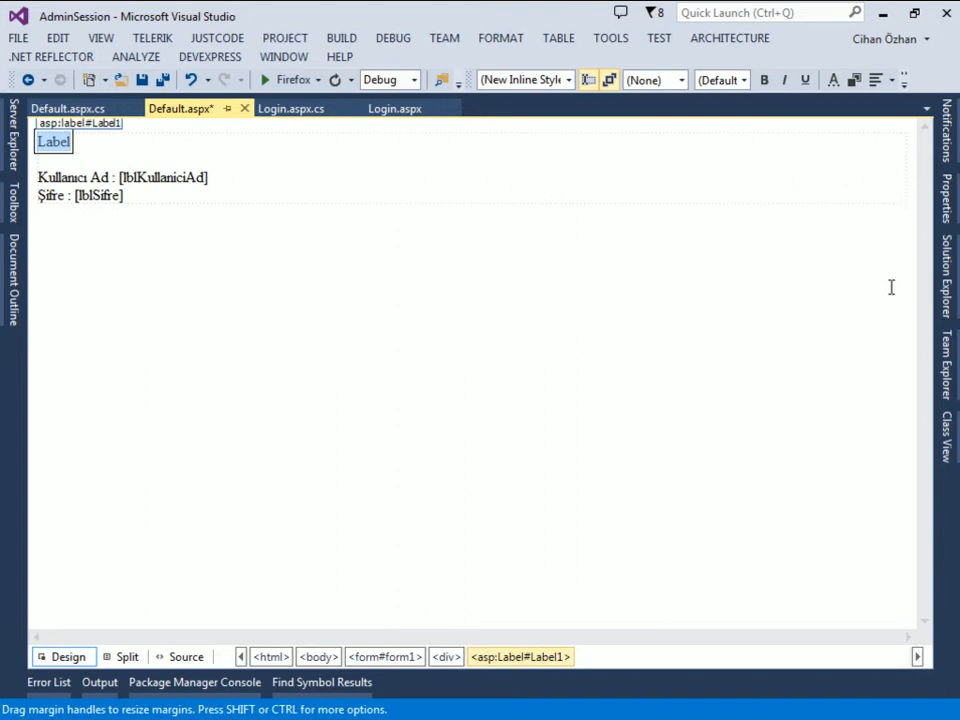 AdminSession - Microsoft Visual Studio
8
Quick Launch (Ctrl+Q)
FILE EDIT VIEW TELERIK JUSTCODE PROJECT BUILD DEBUG TEAM FORMAT TABLE TOOLS TEST ARCHITECTURE
Cihan Özhan
.NET REFLECTOR ANALYZE DEVEXPRESS WINDOW HELP
Firefox Debug (New Inline Style (None) (Default B I U A
Default.aspx.cs Default.aspx* Login.aspx.cs Login.aspx
asp:label#Label1
Label
Kullanıcı Ad : [lblKullaniciAd]
Şifre : [lblSifre]
Server Explorer
Toolbox
Document Outline
Notifications
Properties
Solution Explorer
Team Explorer
Class View
Design Split Source <html> <body> <form#form1> <div> <asp:Label#Label1>
Error List Output Package Manager Console Find Symbol Results
Drag margin handles to resize margins. Press SHIFT or CTRL for more options.